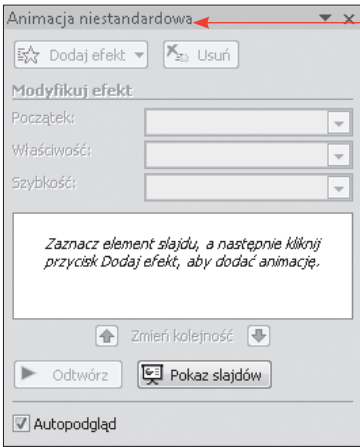 Animacja niestandardowa
Dodaj efekt Usuń
Modyfikuj efekt
Początek:
Właściwość:
Szybkość:
Zaznacz element slajdu, a następnie kliknij
przycisk Dodaj efekt, aby dodać animację.
Zmień kolejność
Odtwórz Pokaz slajdów
Autopodgląd